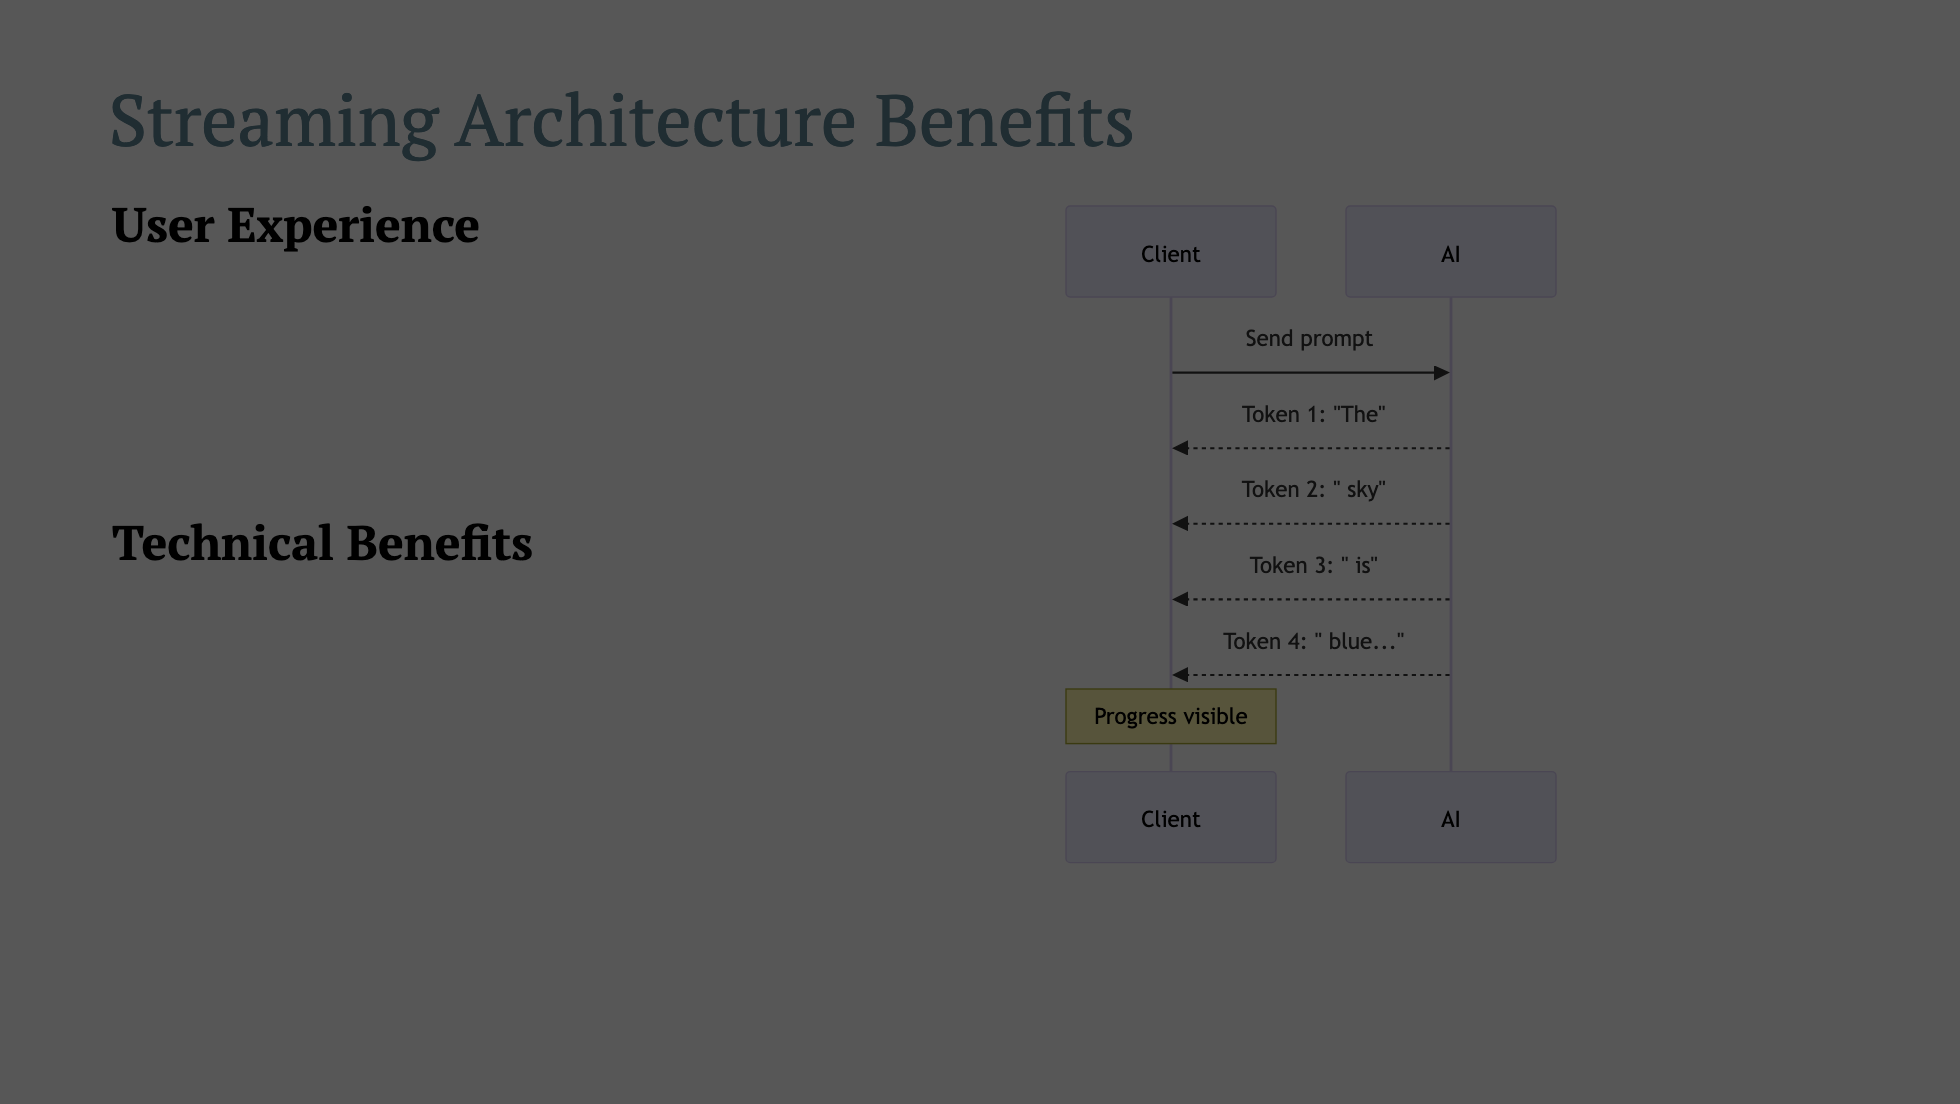 Streaming Architecture Benefits
User Experience
Technical Benefits
Client
AI
Send prompt
Token 1: "The"
Token 2: " sky"
Token 3: " is"
Token 4: " blue..."
Progress visible
Client
AI